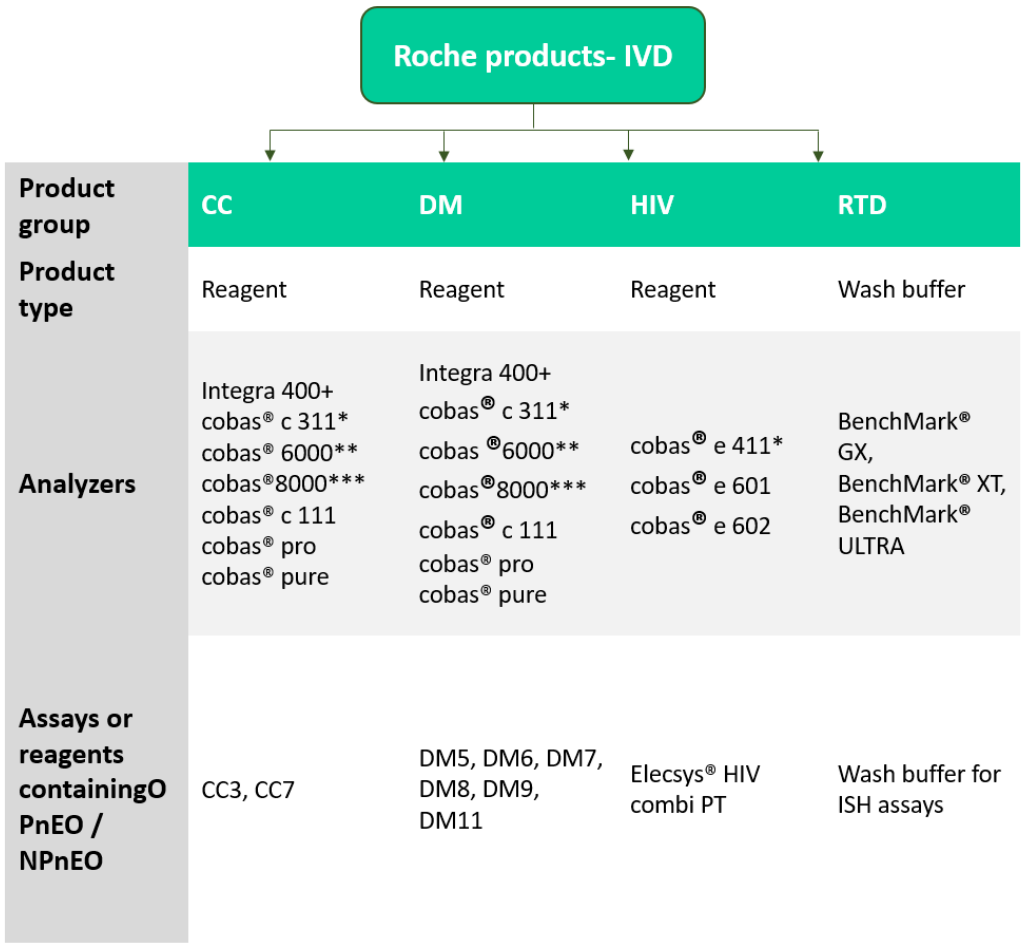 Roche products- IVD
Product
group
CC
DM
HIV
RTD
Product
type
Reagent
Reagent
Reagent
Wash buffer
Analyzers
Integra 400+
cobas® c 311*
cobas® 6000**
cobas®8000***
cobas® c 111
cobas® pro
cobas® pure
Integra 400+
cobas® c 311*
cobas ®6000**
cobas®8000***
cobas® c 111
cobas® pro
cobas® pure
cobas® e 411*
cobas® e 601
cobas® e 602
BenchMark®
GX,
BenchMark® XT,
BenchMark®
ULTRA
Assays or
reagents
containingO
PnEO /
NPnEO
CC3, CC7
DM5, DM6, DM7,
DM8, DM9,
DM11
Elecsys® HIV
combi PT
Wash buffer for
ISH assays